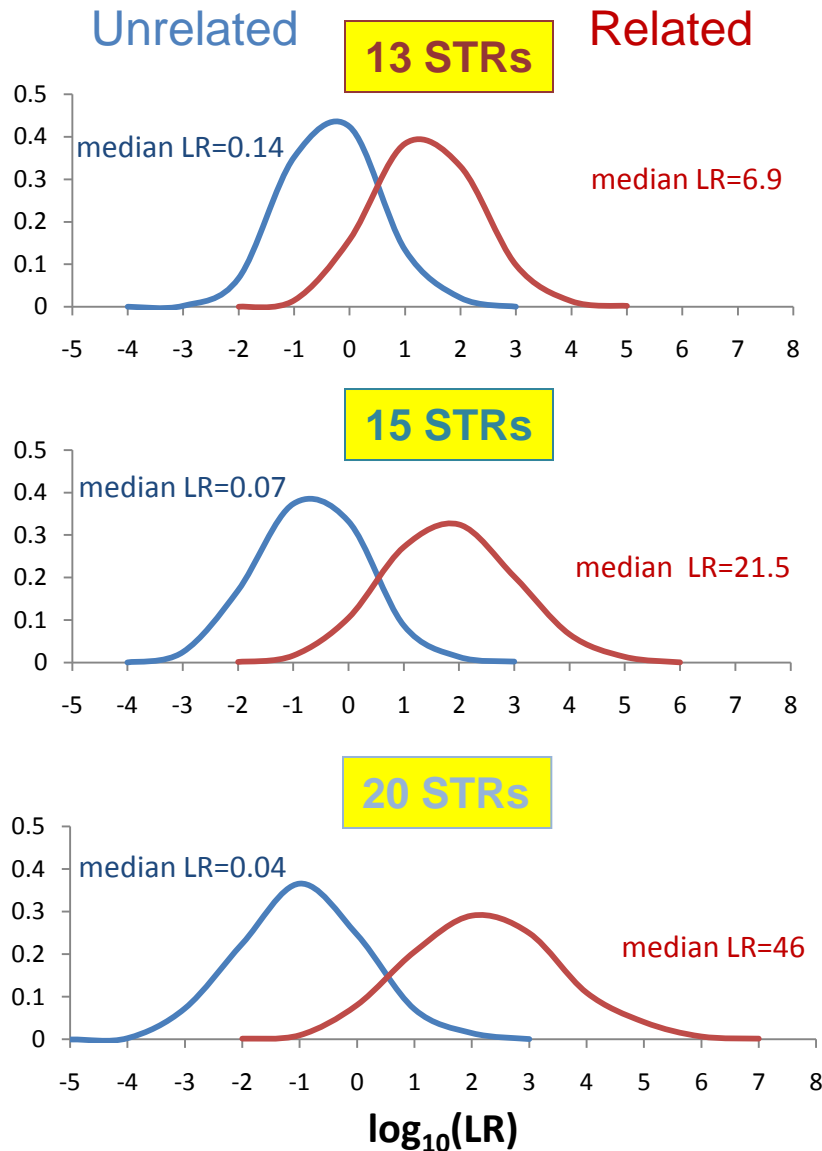 Unrelated Related
13 STRs
0.5
median LR=0.14
0.4
median LR=6.9
0.3
0.2
0.1
0
-5 -4 -3 -2 -1 0 1 2 3 4 5 6 7 8
15 STRs
0.5
median LR=0.07
0.4
0.3
median LR=21.5
0.2
0.1
0
-5 -4 -3 -2 -1 0 1 2 3 4 5 6 7 8
20 STRs
0.5
median LR=0.04
0.4
0.3
median LR=46
0.2
0.1
0
-5 -4 -3 -2 -1 0 1 2 3 4 5 6 7 8
log₁₀(LR)